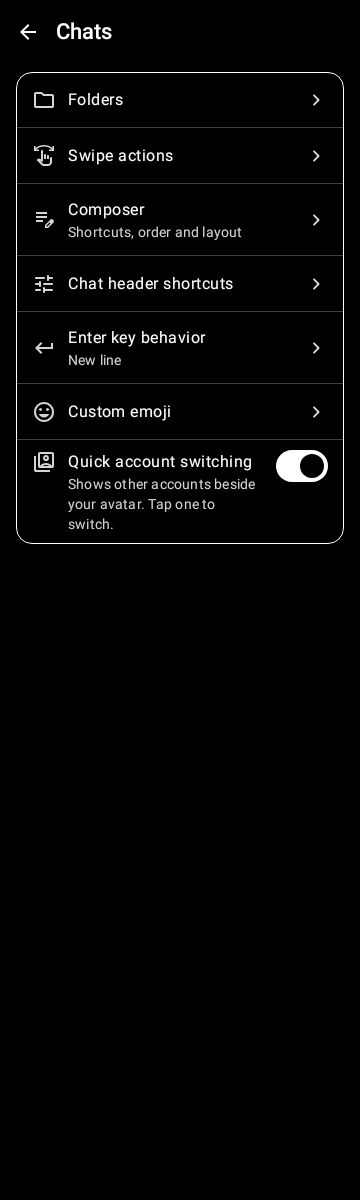 Chats
Folders
Swipe actions
Composer
Shortcuts, order and layout
Chat header shortcuts
Enter key behavior
New line
Custom emoji
Quick account switching
Shows other accounts beside
your avatar. Tap one to
switch.